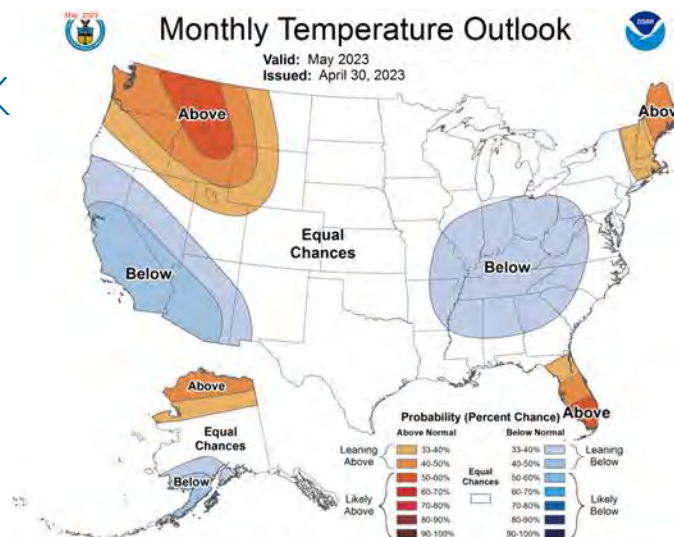 May 2023
Monthly Temperature Outlook
Valid: May 2023
Issued: April 30, 2023
Above
Abov
Equal
Chances
Below
Below
Above
Equal
Chances
Below
Above
Probability (Percent Chance)
Above Normal
Below Normal
Leaning
Above
33-40%
40-50%
Likely
Above
50-60%
60-70%
70-80%
80-90%
90-100%
Equal
Chances
33-40%
40-50%
Leaning
Below
50-60%
60-70%
70-80%
80-90%
90-100%
Likely
Below